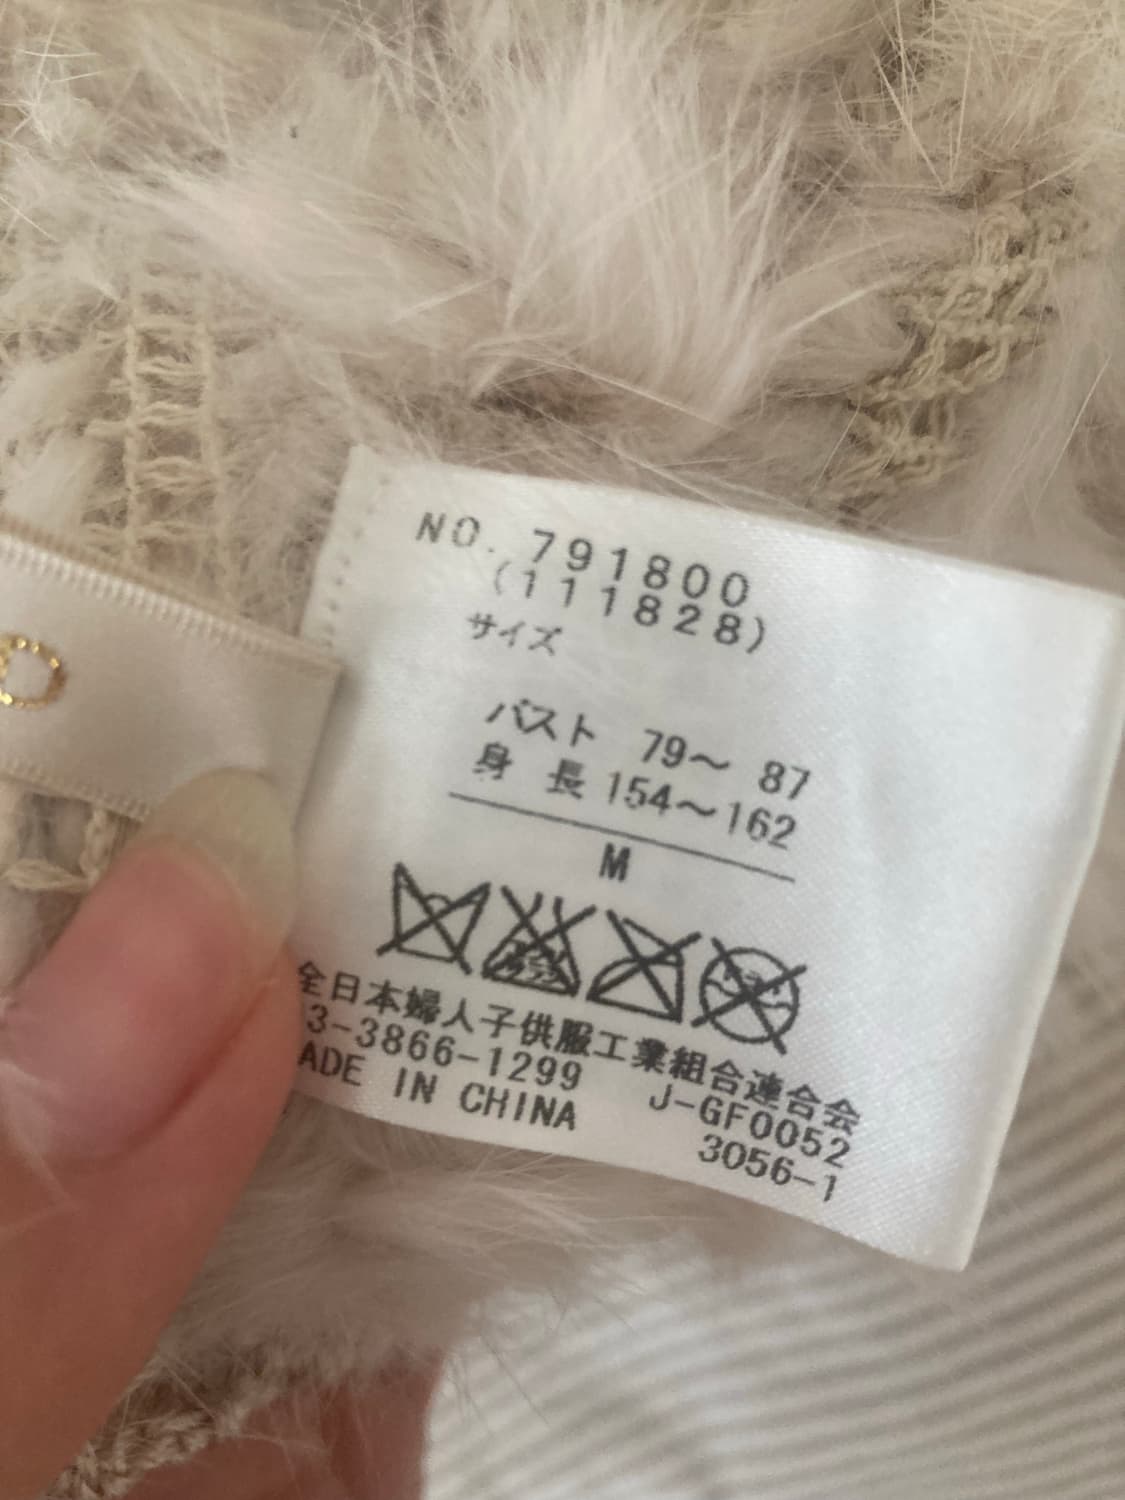 NO. 791800
(111828)
サイズ
バスト 79～ 87
身 長 154～162
M
全日本婦人子供服工業組合連合会
3-3866-1299 J-GF0052
ADE IN CHINA 3056-1